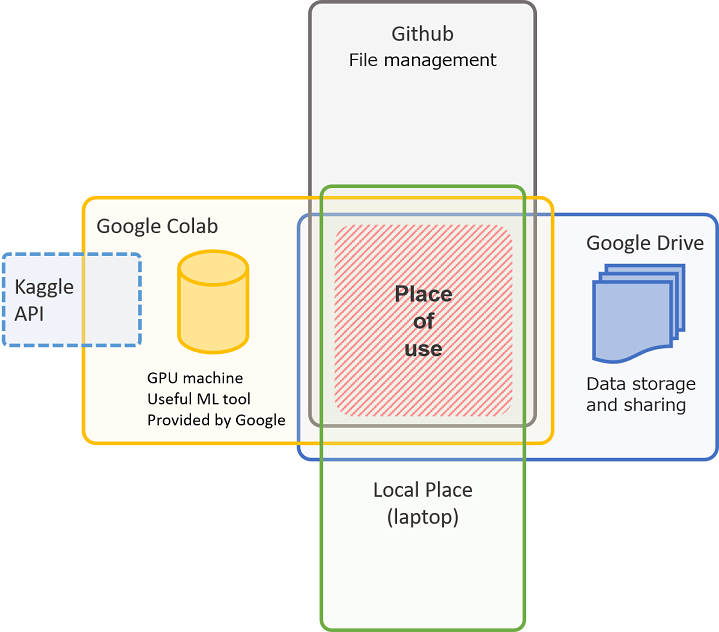 Github
File management
Google Colab
Google Drive
Kaggle
API
Place
of
use
GPU machine
Useful ML tool
Provided by Google
Data storage
and sharing
Local Place
(laptop)